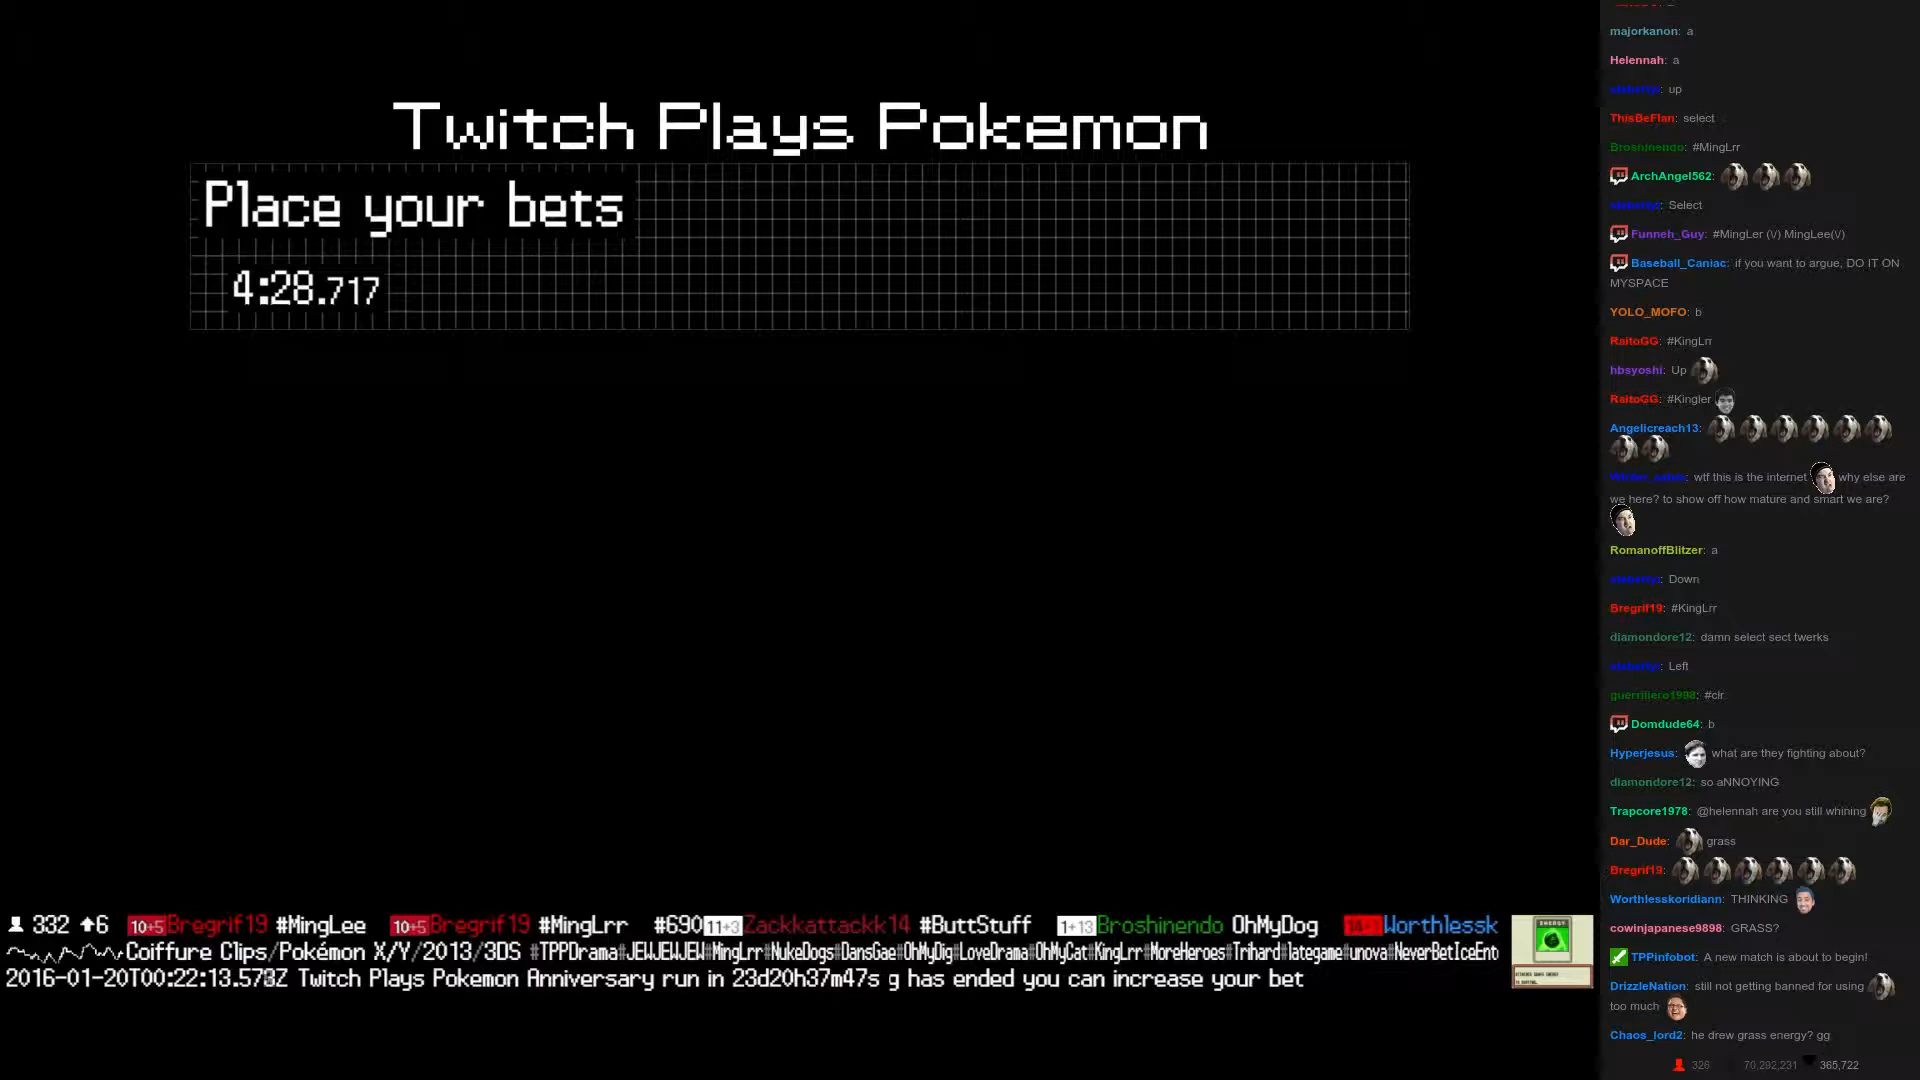 Twitch Plays Pokemon
Place your bets
4:28.717
332 6 10+5 Bregrif19 #MingLee 10+5 Bregrif19 #MingLrr #690 11+3 Zackkattackk14 #ButtStuff 1+13 Broshinendo OhMyDog Worthlessk
Coiffure Clips/Pokémon X/Y/2013/3DS #TPPDrama#JEWJEWJEW#MingLrr#NukeDogs#DansGae#OhMyDig#LoveDrama#OhMyCat#KingLrr#MoreHeroes#Trihard#lategame#unova#NeverBetIceEnt
2016-01-20T00:22:13.57 Z Twitch Plays Pokemon Anniversary run in 23d20h37m47s g has ended you can increase your bet
ENERGY
majorkanon: a
Helennah: a
up
ThisBeFlan: select
Broshinendo: #MingLrr
ArchAngel562:
Select
Funneh_Guy: #MingLer (\/) MingLee(\/)
Baseball_Caniac: if you want to argue, DO IT ON
MYSPACE
YOLO_MOFO: b
RaitoGG: #KingLrr
hbsyoshi: Up
RaitoGG: #Kingler
Angelicreach13:
wtf this is the internet why else are
we here? to show off how mature and smart we are?
RomanoffBlitzer: a
Down
Bregrif19: #KingLrr
diamondore12: damn select sect twerks
Left
guerrillero1988: #clr
Domdude64: b
Hyperjesus: what are they fighting about?
diamondore12: so aNNOYING
Trapcore1978: @helennah are you still whining
Dar_Dude: grass
Bregrif19:
Worthlesskoridiann: THINKING
cowinjapanese9898: GRASS?
TPPinfobot: A new match is about to begin!
DrizzleNation: still not getting banned for using
too much
Chaos_lord2: he drew grass energy? gg
326 70,292,231 365,722